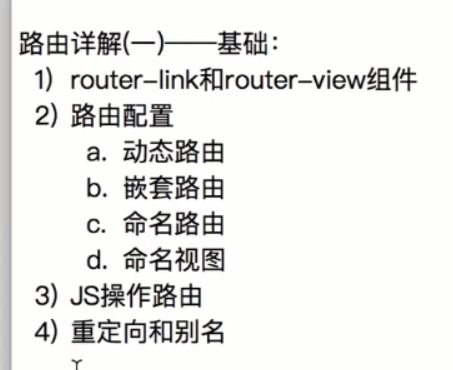 路由详解(一)——基础：
1) router-link和router-view组件
2) 路由配置
a. 动态路由
b. 嵌套路由
c. 命名路由
d. 命名视图
3) JS操作路由
4) 重定向和别名